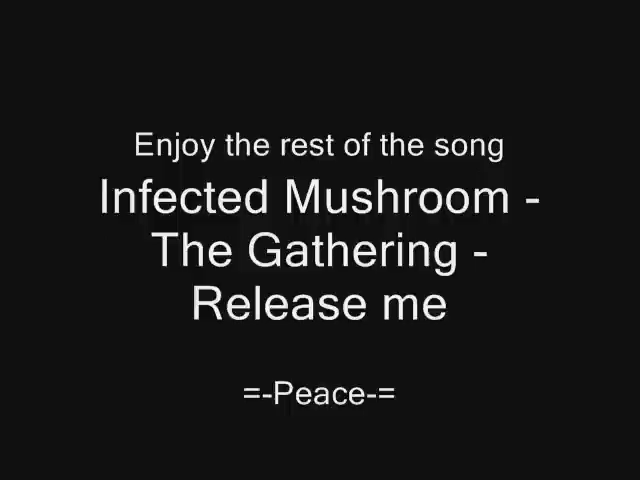 Enjoy the rest of the song
Infected Mushroom -
The Gathering -
Release me
=-Peace-=